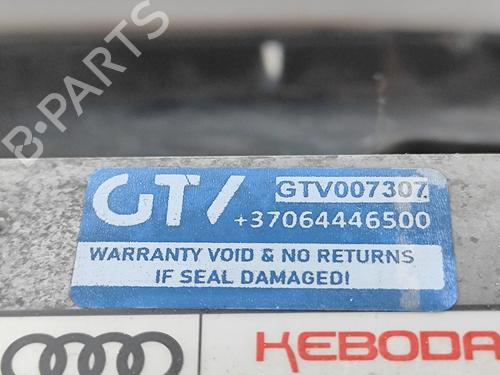 B-PARTS
GTV
GTV007307
+37064446500
WARRANTY VOID & NO RETURNS
IF SEAL DAMAGED!
KEBODA